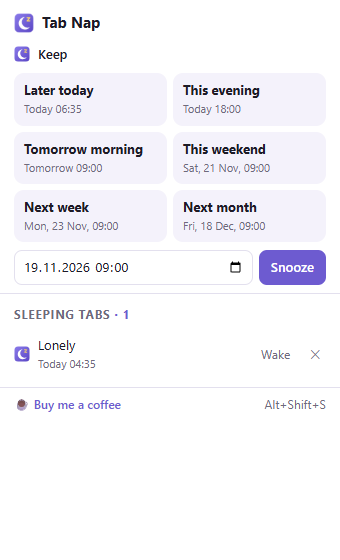 Tab Nap
Keep
Later today
Today 06:35
This evening
Today 18:00
Tomorrow morning
Tomorrow 09:00
This weekend
Sat, 21 Nov, 09:00
Next week
Mon, 23 Nov, 09:00
Next month
Fri, 18 Dec, 09:00
19.11.2026 09:00
Snooze
SLEEPING TABS · 1
Lonely
Today 04:35
Wake
Buy me a coffee
Alt+Shift+S